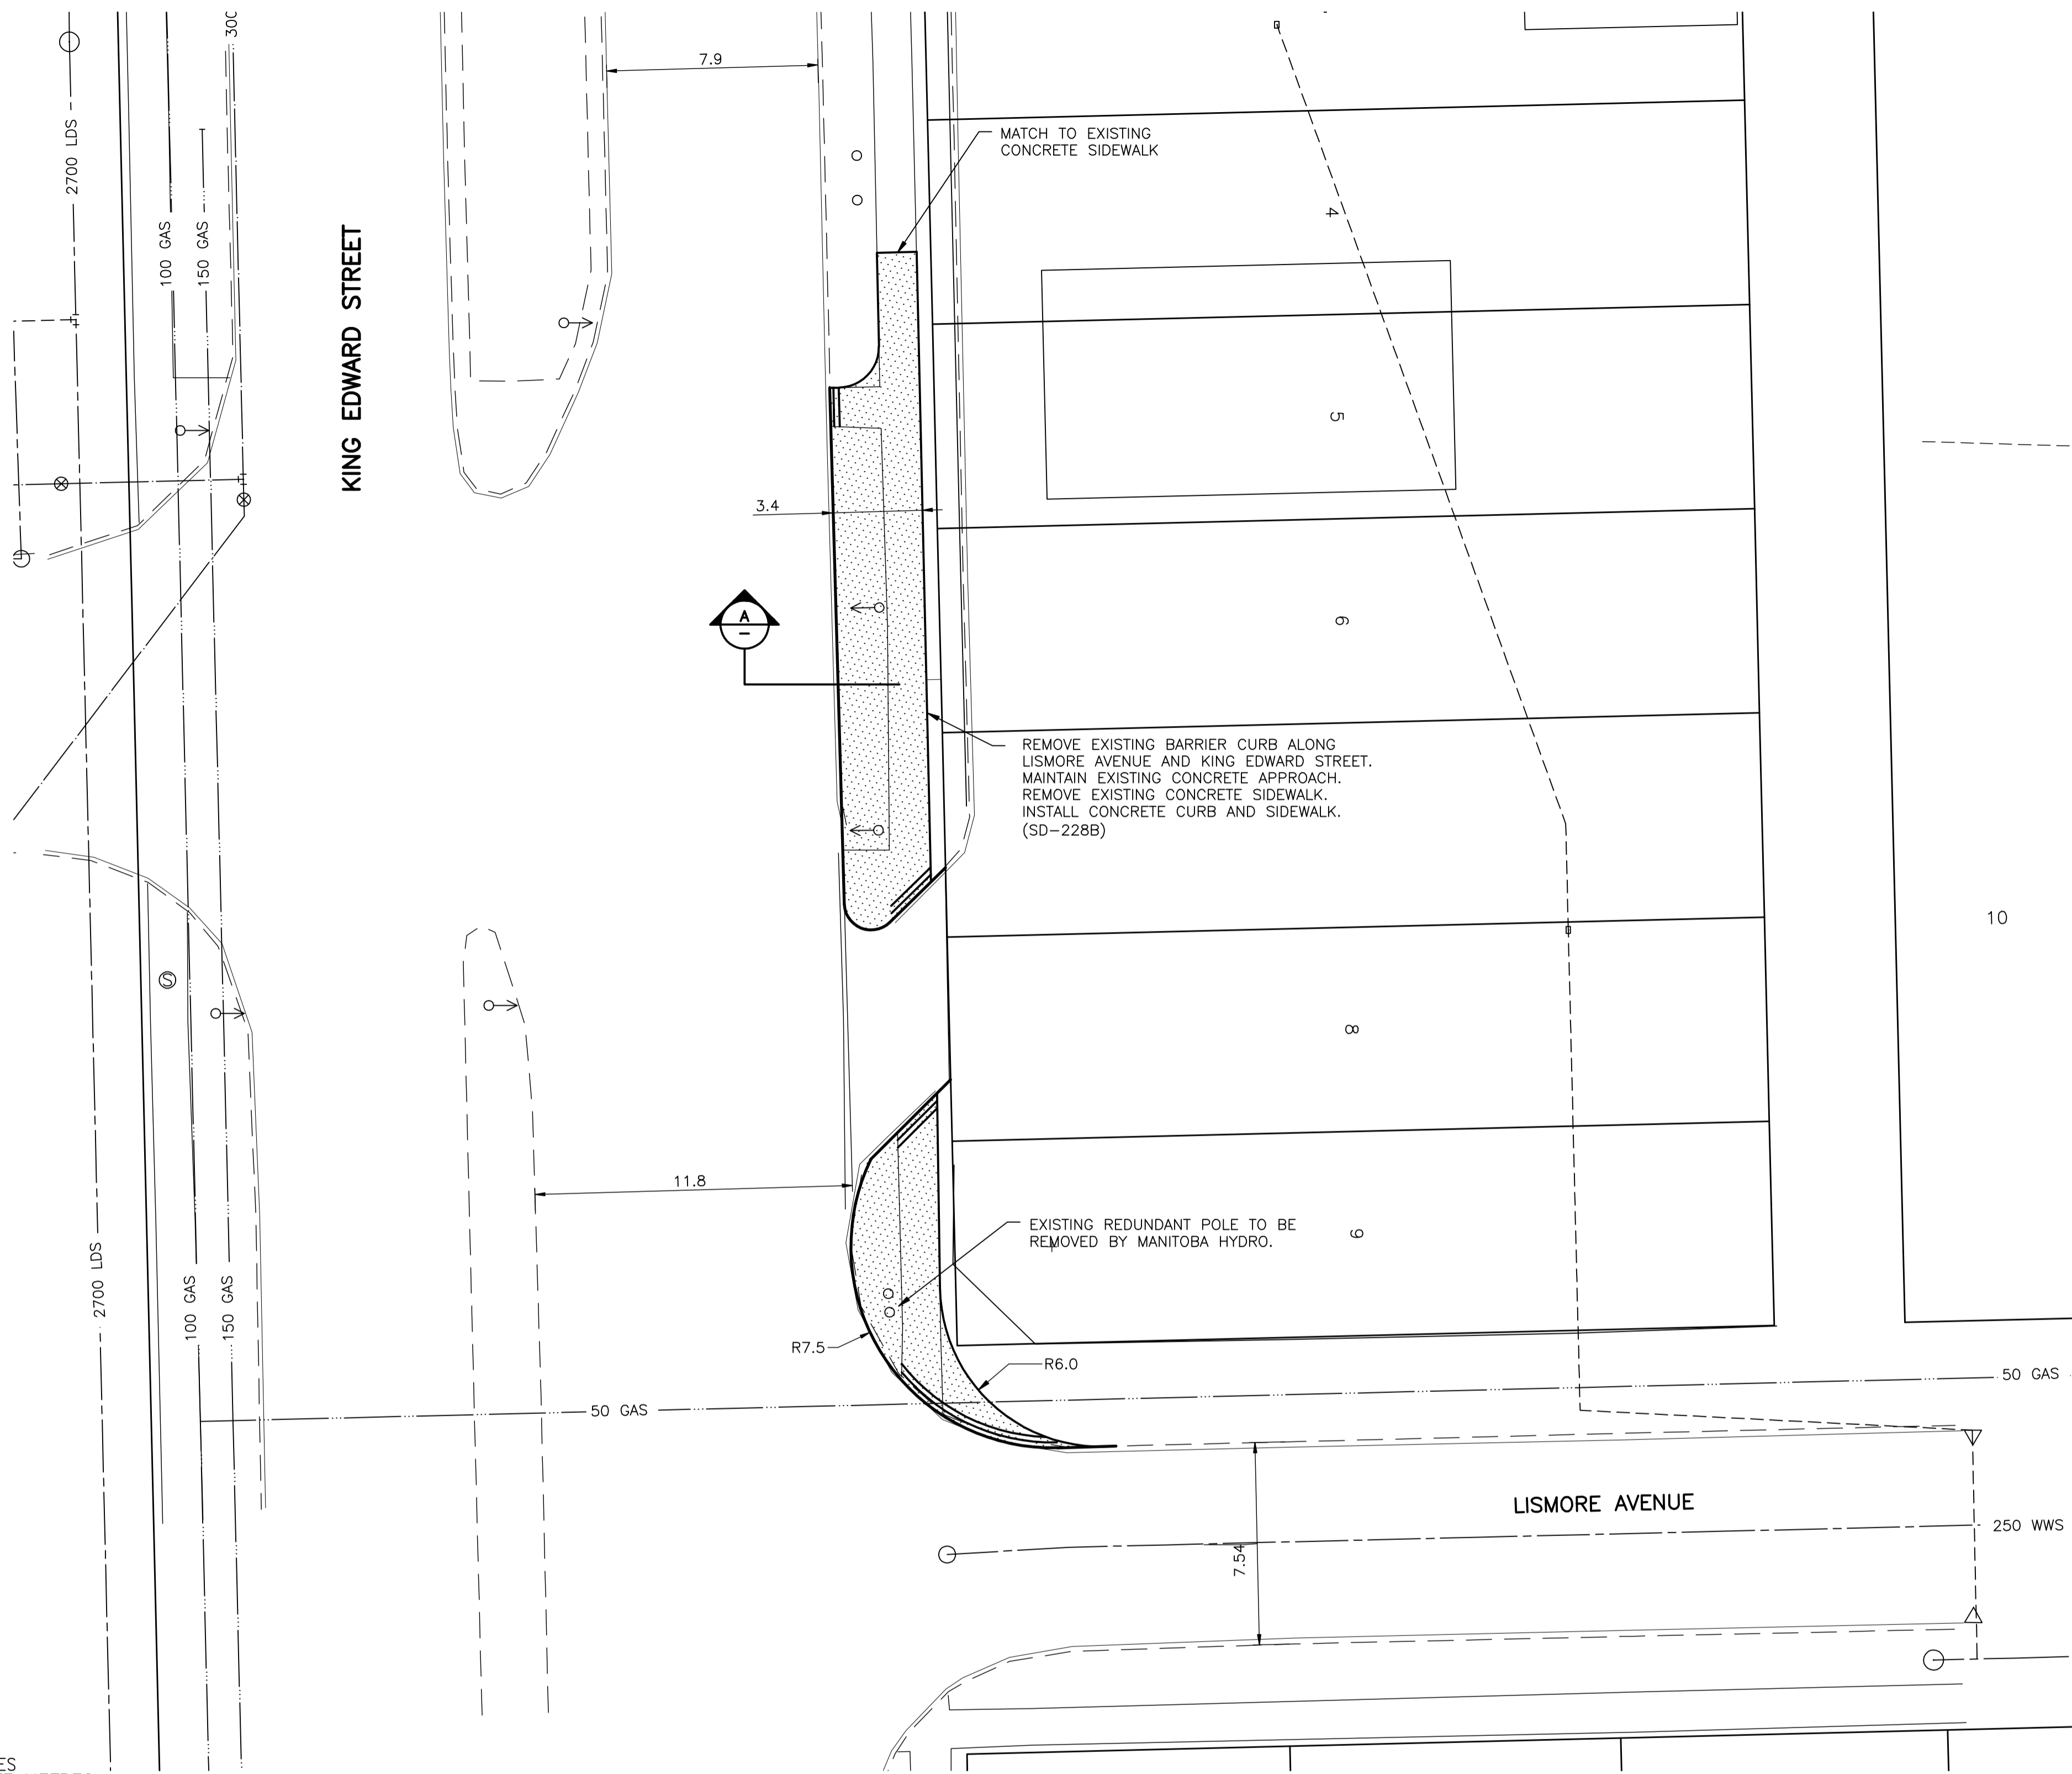 300
7.9
2700 LDS
100 GAS
150 GAS
KING EDWARD STREET
MATCH TO EXISTING
CONCRETE SIDEWALK
4
5
3.4
A
–
6
REMOVE EXISTING BARRIER CURB ALONG
LISMORE AVENUE AND KING EDWARD STREET.
MAINTAIN EXISTING CONCRETE APPROACH.
REMOVE EXISTING CONCRETE SIDEWALK.
INSTALL CONCRETE CURB AND SIDEWALK.
(SD-228B)
10
S
8
11.8
EXISTING REDUNDANT POLE TO BE
REMOVED BY MANITOBA HYDRO.
9
2700 LDS
100 GAS
150 GAS
R7.5
R6.0
50 GAS
50 GAS
LISMORE AVENUE
250 WWS
7.54
ES